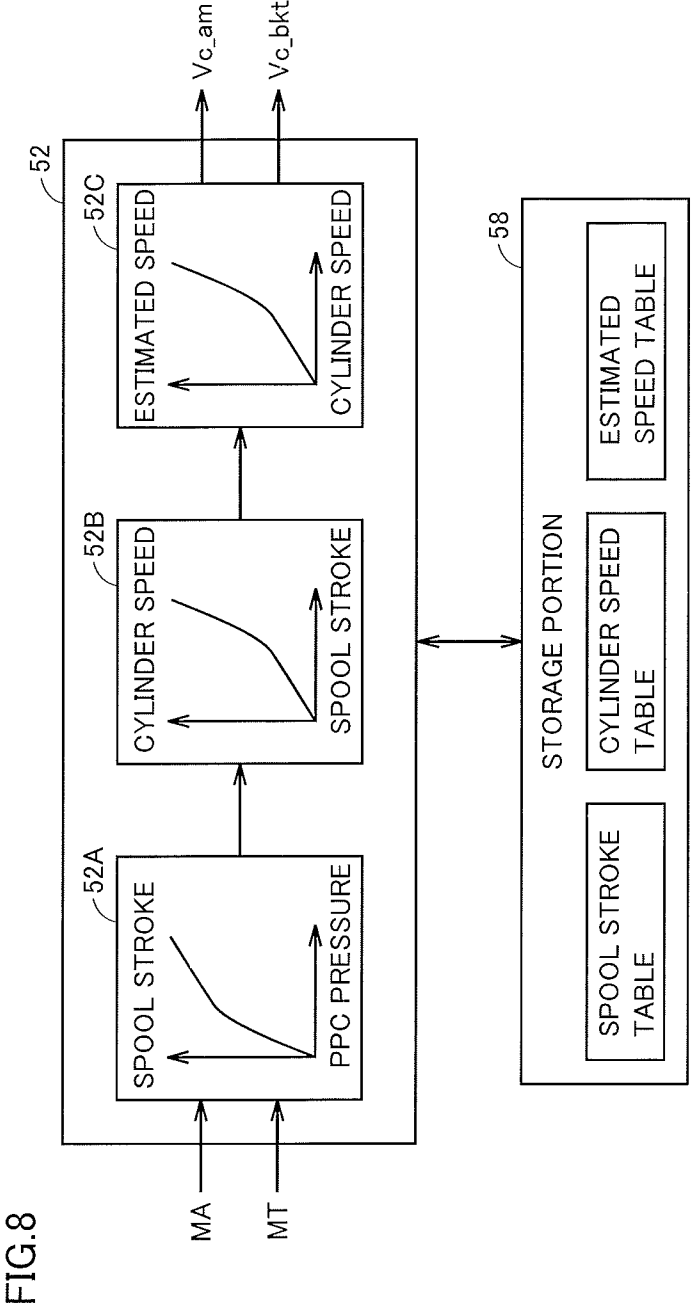 FIG.8
MA
MT
52
52A
SPOOL STROKE
PPC PRESSURE
52B
CYLINDER SPEED
SPOOL STROKE
52C
ESTIMATED SPEED
CYLINDER SPEED
Vc_am
Vc_bkt
58
STORAGE PORTION
SPOOL STROKE
TABLE
CYLINDER SPEED
TABLE
ESTIMATED
SPEED TABLE